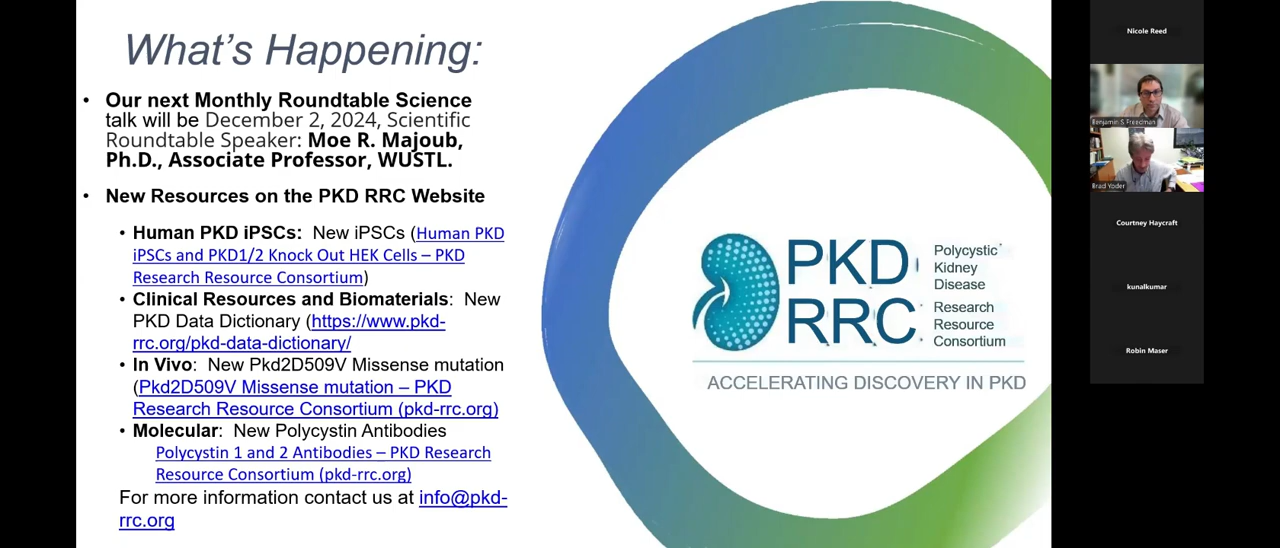 What's Happening:
• Our next Monthly Roundtable Science
talk will be December 2, 2024, Scientific
Roundtable Speaker: Moe R. Majoub,
Ph.D., Associate Professor, WUSTL.
• New Resources on the PKD RRC Website
• Human PKD iPSCs: New iPSCs (Human PKD
iPSCs and PKD1/2 Knock Out HEK Cells – PKD
Research Resource Consortium)
• Clinical Resources and Biomaterials: New
PKD Data Dictionary (https://www.pkd-
rrc.org/pkd-data-dictionary/
• In Vivo: New Pkd2D509V Missense mutation
(Pkd2D509V Missense mutation – PKD
Research Resource Consortium (pkd-rrc.org)
• Molecular: New Polycystin Antibodies
Polycystin 1 and 2 Antibodies – PKD Research
Resource Consortium (pkd-rrc.org)
For more information contact us at info@pkd-
rrc.org
PKD
RRC
Polycystic
Kidney
Disease
Research
Resource
Consortium
ACCELERATING DISCOVERY IN PKD
Nicole Reed
Benjamin S Freedman
Brad Yoder
Courtney Haycraft
kunalkumar
Robin Maser